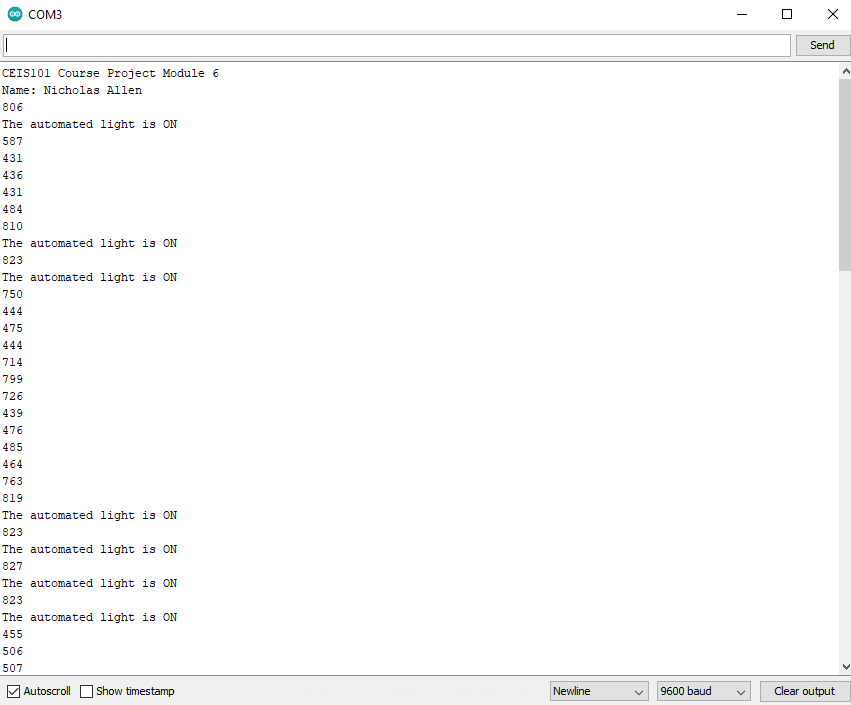 COM3
Send
CEIS101 Course Project Module 6
Name: Nicholas Allen
806
The automated light is ON
587
431
436
431
484
810
The automated light is ON
823
The automated light is ON
750
444
475
444
714
799
726
439
476
485
464
763
819
The automated light is ON
823
The automated light is ON
827
The automated light is ON
823
The automated light is ON
455
506
507
Autoscroll Show timestamp Newline 9600 baud Clear output